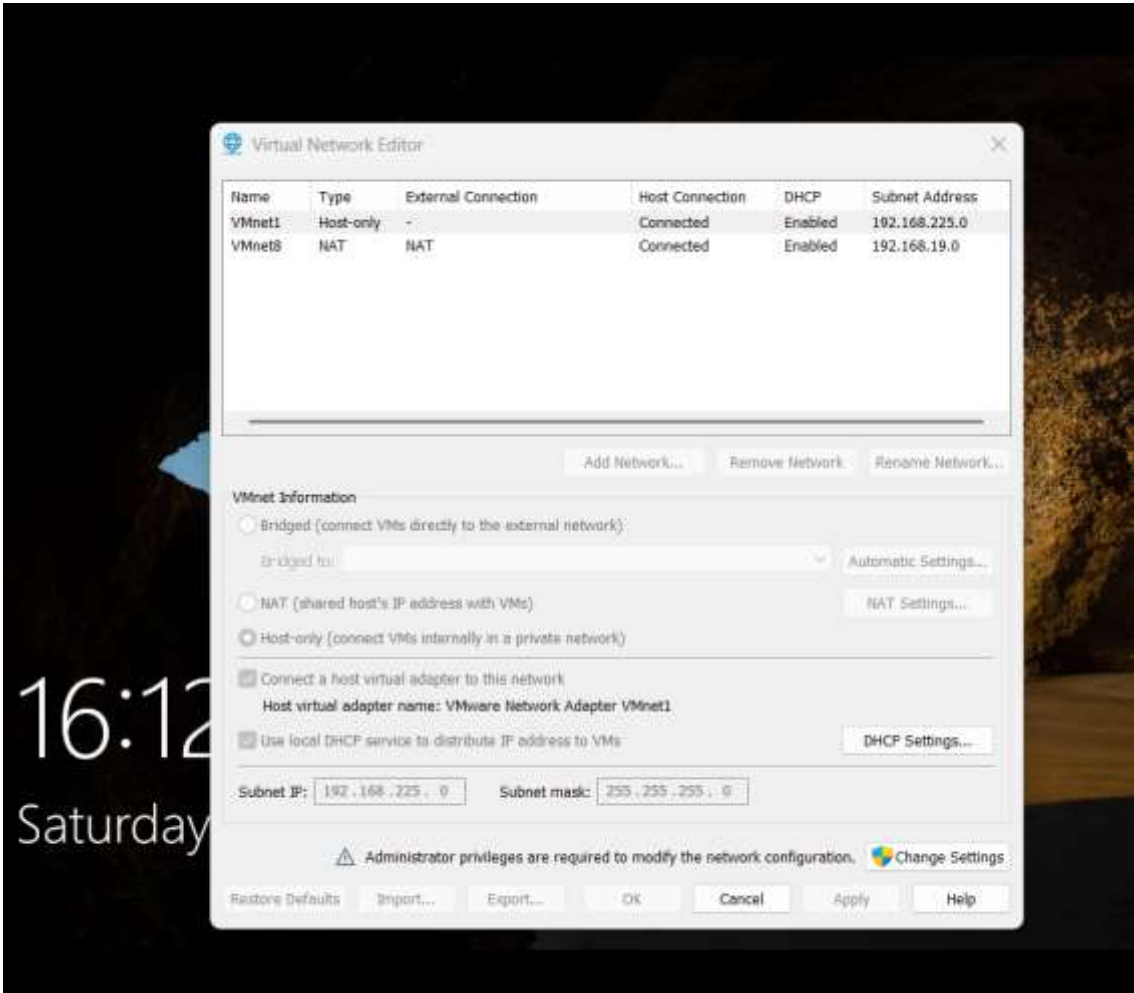 Virtual Network Editor
Name Type External Connection Host Connection DHCP Subnet Address
VMnet1 Host-only - Connected Enabled 192.168.225.0
VMnet8 NAT NAT Connected Enabled 192.168.19.0
Add Network... Remove Network Rename Network...
VMnet Information
Bridged (connect VMs directly to the external network)
Bridged to: Automatic Settings...
NAT (shared host's IP address with VMs) NAT Settings...
Host-only (connect VMs internally in a private network)
Connect a host virtual adapter to this network
Host virtual adapter name: VMware Network Adapter VMnet1
Use local DHCP service to distribute IP address to VMs DHCP Settings...
Subnet IP: 192.168.225.0 Subnet mask: 255.255.255.0
Administrator privileges are required to modify the network configuration. Change Settings
Restore Defaults Import... Export... OK Cancel Apply Help
16:12
Saturday